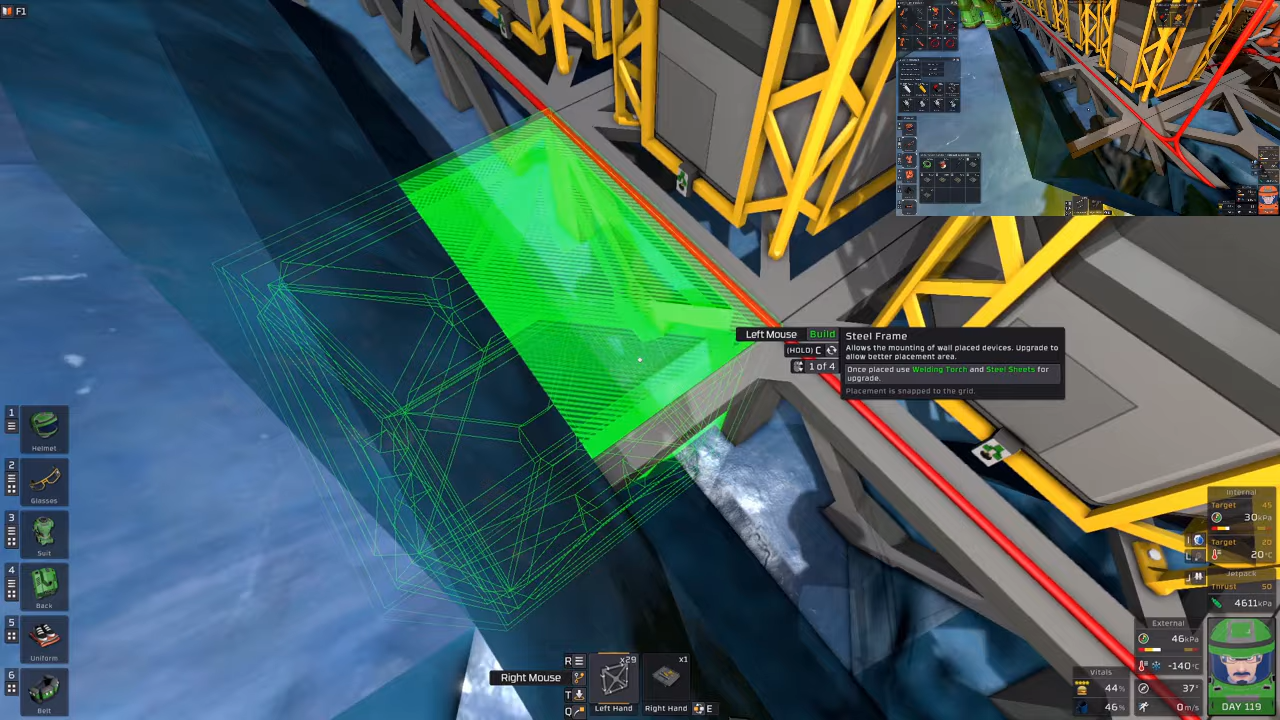 F1
Left Mouse Build
(HOLD) C
1 of 4
Steel Frame
Allows the mounting of wall placed devices. Upgrade to
allow better placement area.
Once placed use Welding Torch and Steel Sheets for
upgrade.
Placement is snapped to the grid.
1
Helmet
2
Glasses
3
Suit
4
Back
5
Uniform
6
Belt
Right Mouse
R
T
Q
x29
Left Hand
x1
Right Hand
E
Internal
Target 45
30kPa
Target 20
20°C
Jetpack
Thrust 50
4611kPa
External
46kPa
-140°C
37°
0m/s
Vitals
44%
46%
DAY 119